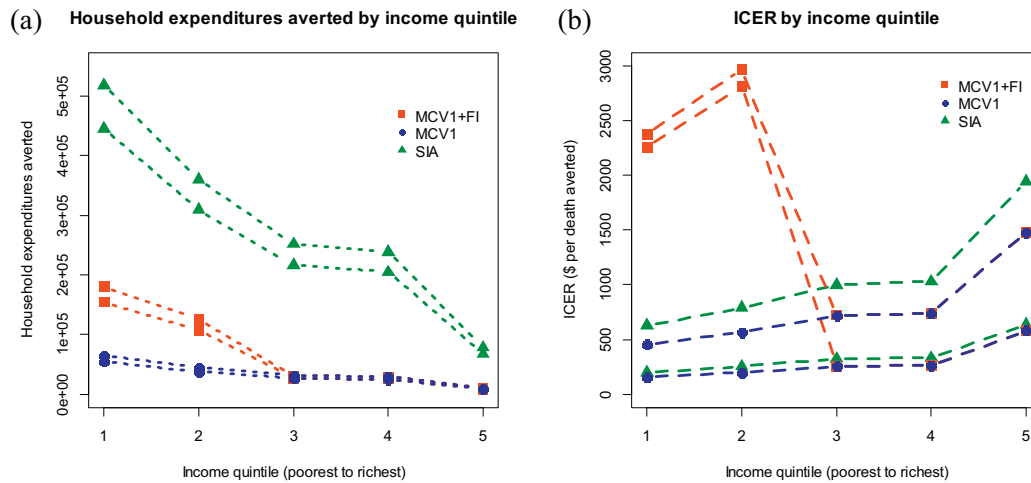 (a)
Household expenditures averted by income quintile
Household expenditures averted
5e+05
4e+05
3e+05
2e+05
1e+05
0e+00
MCV1+FI
MCV1
SIA
1 2 3 4 5
Income quintile (poorest to richest)
(b)
ICER by income quintile
ICER ($ per death averted)
3000
2500
2000
1500
1000
500
0
MCV1+FI
MCV1
SIA
1 2 3 4 5
Income quintile (poorest to richest)